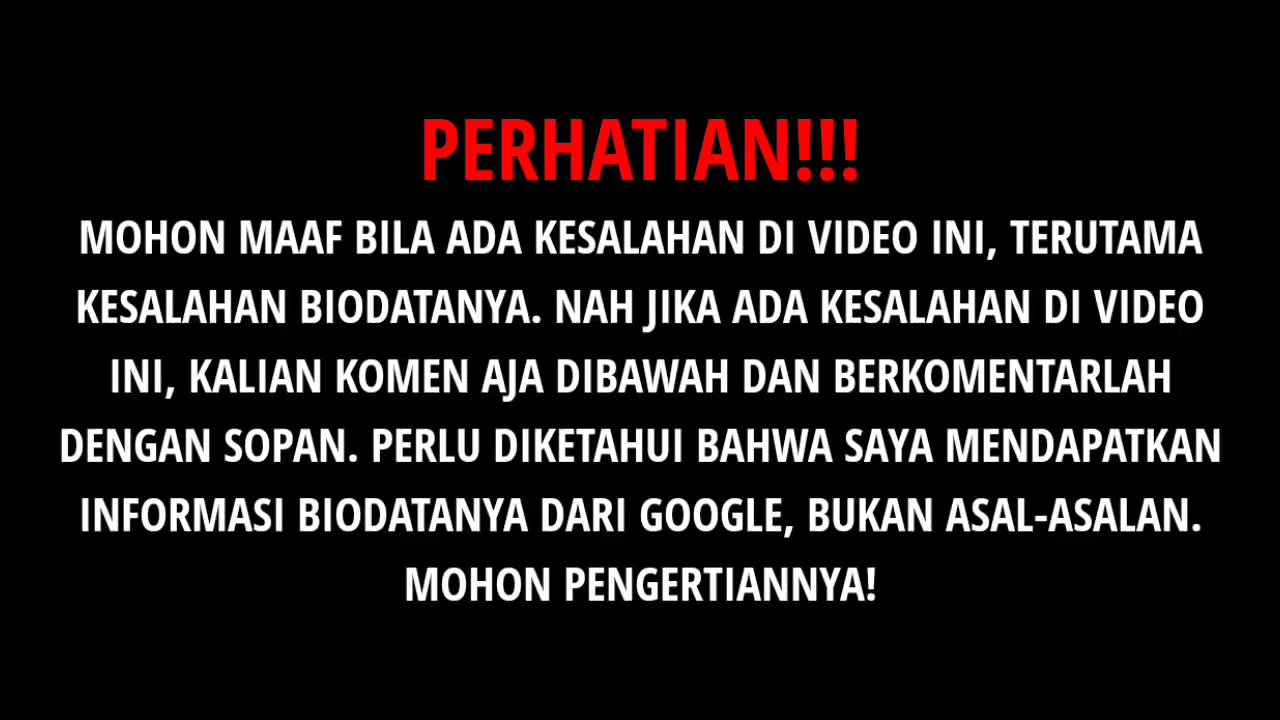 PERHATIAN!!!
MOHON MAAF BILA ADA KESALAHAN DI VIDEO INI, TERUTAMA
KESALAHAN BIODATANYA. NAH JIKA ADA KESALAHAN DI VIDEO
INI, KALIAN KOMEN AJA DIBAWAH DAN BERKOMENTARLAH
DENGAN SOPAN. PERLU DIKETAHUI BAHWA SAYA MENDAPATKAN
INFORMASI BIODATANYA DARI GOOGLE, BUKAN ASAL-ASALAN.
MOHON PENGERTIANNYA!